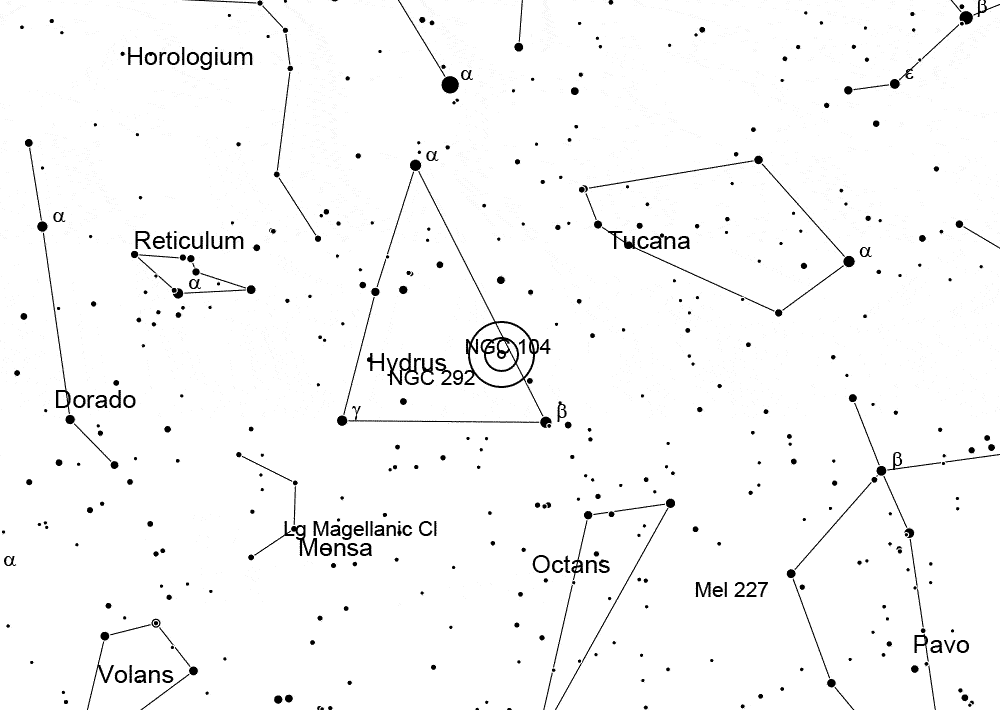 β
Horologium
α
ε
α
α
Reticulum
Tucana
α
α
NGC 104
Hydrus
NGC 292
Dorado
γ
β
β
Lg Magellanic Cl
Mensa
α
Octans
Mel 227
Pavo
Volans